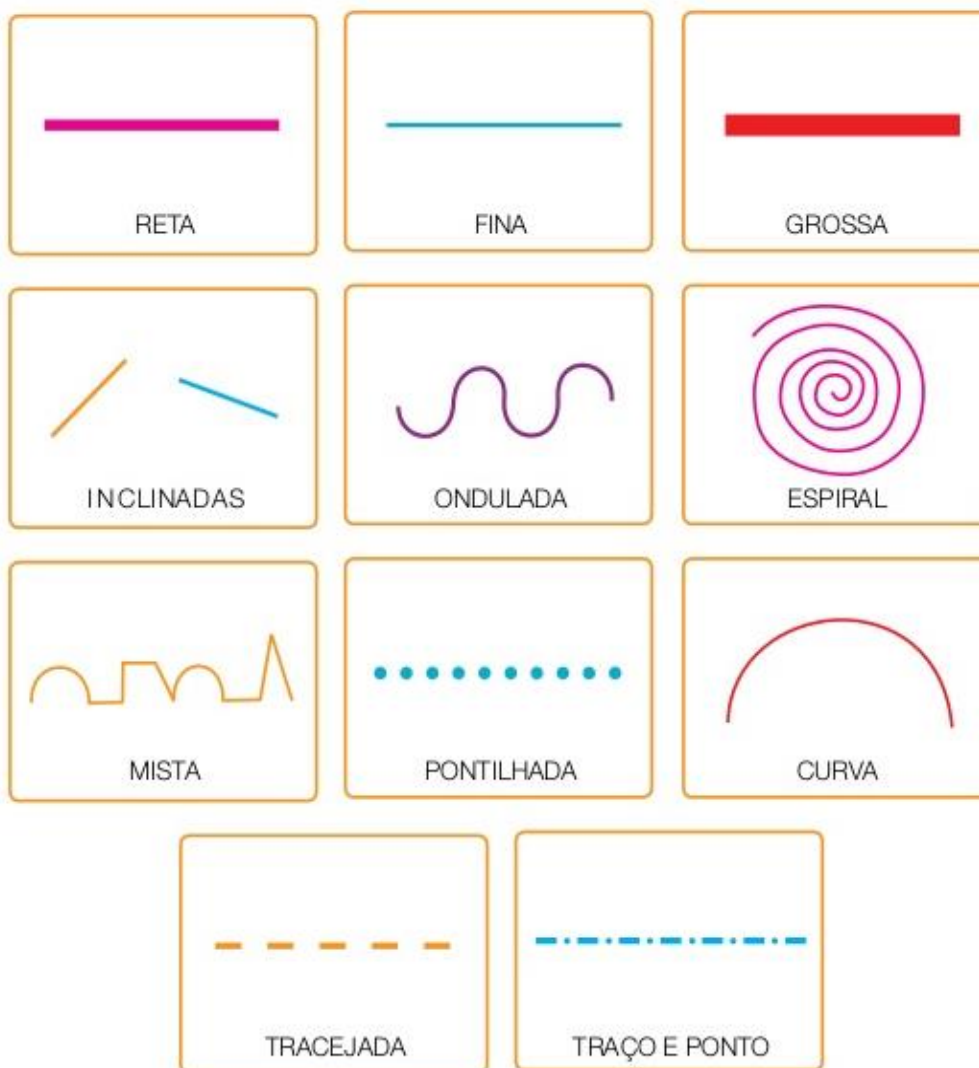 RETA
FINA
GROSSA
INCLINADAS
ONDULADA
ESPIRAL
MISTA
PONTILHADA
CURVA
TRACEJADA
TRAÇO E PONTO